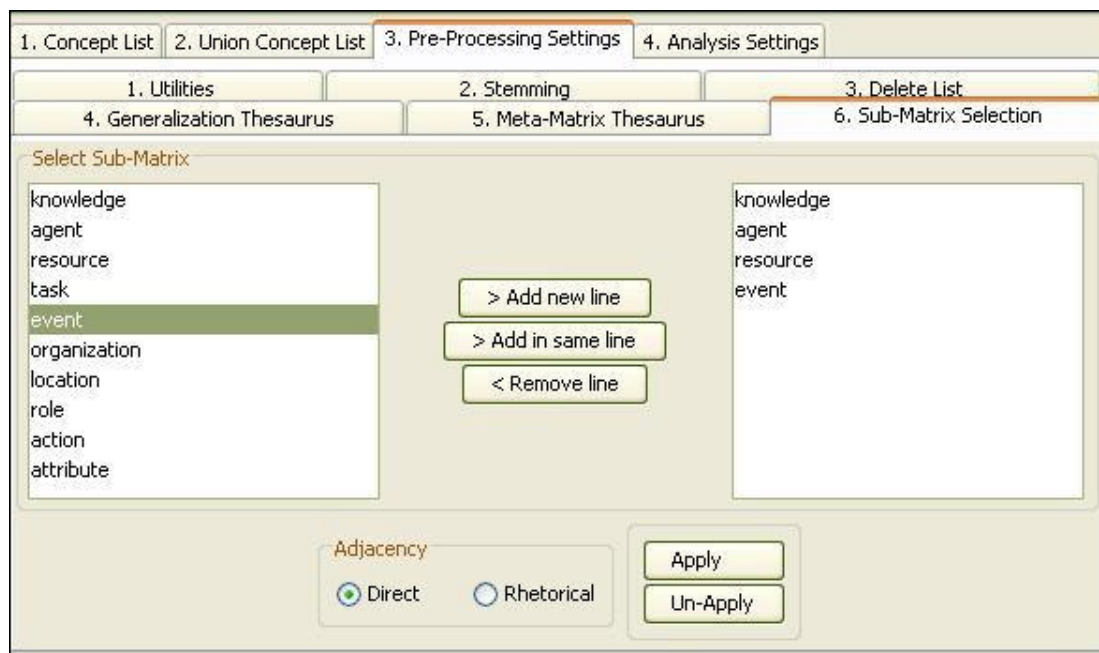 1. Concept List 2. Union Concept List 3. Pre-Processing Settings 4. Analysis Settings
1. Utilities 2. Stemming 3. Delete List
4. Generalization Thesaurus 5. Meta-Matrix Thesaurus 6. Sub-Matrix Selection
Select Sub-Matrix
knowledge
agent
resource
task
event
organization
location
role
action
attribute
> Add new line
> Add in same line
< Remove line
knowledge
agent
resource
event
Adjacency
Direct Rhetorical
Apply
Un-Apply